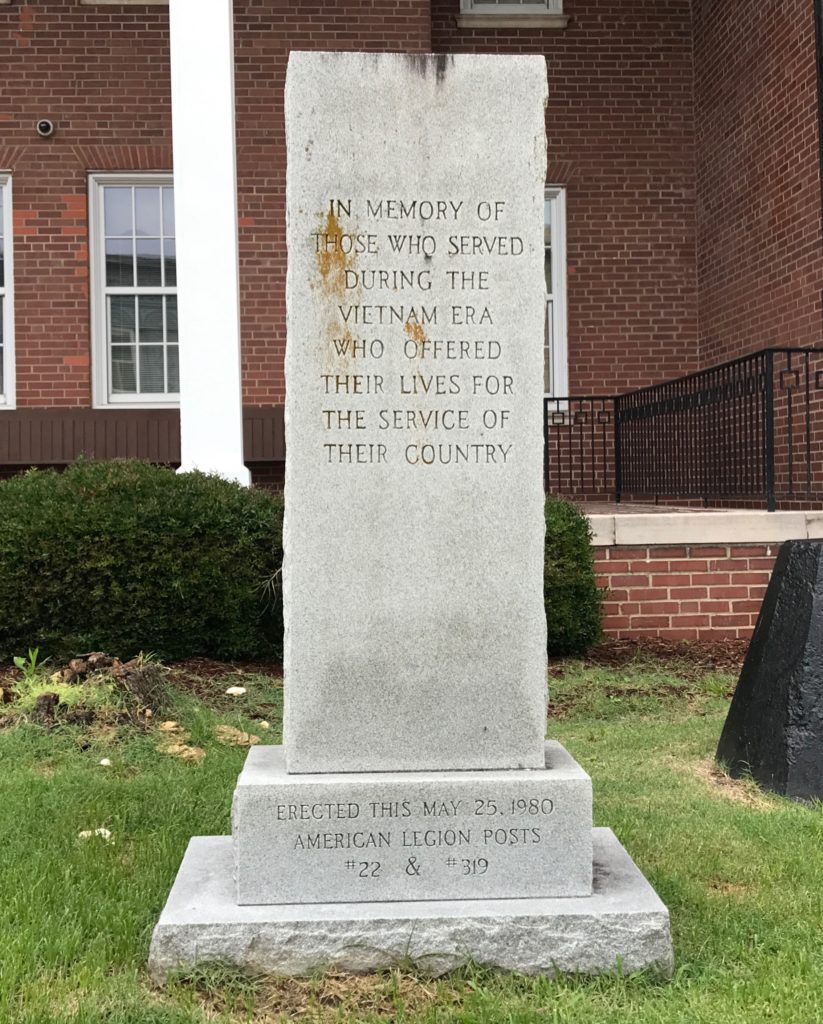 IN MEMORY OF
THOSE WHO SERVED
DURING THE
VIETNAM ERA
WHO OFFERED
THEIR LIVES FOR
THE SERVICE OF
THEIR COUNTRY
ERECTED THIS MAY 25, 1980
AMERICAN LEGION POSTS
#22 & #319